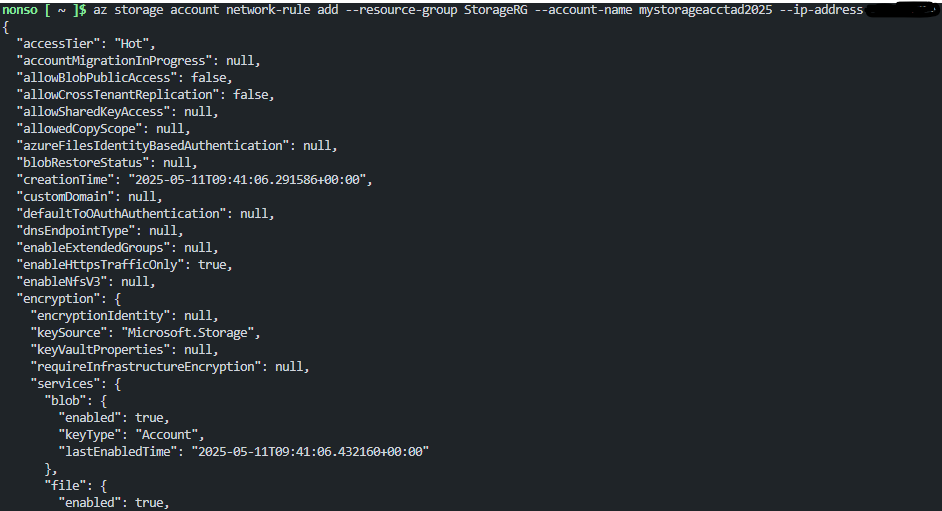 nonso [ ~ ]$ az storage account network-rule add --resource-group StorageRG --account-name mystorageacctad2025 --ip-address
{
  "accessTier": "Hot",
  "accountMigrationInProgress": null,
  "allowBlobPublicAccess": false,
  "allowCrossTenantReplication": false,
  "allowSharedKeyAccess": null,
  "allowedCopyScope": null,
  "azureFilesIdentityBasedAuthentication": null,
  "blobRestoreStatus": null,
  "creationTime": "2025-05-11T09:41:06.291586+00:00",
  "customDomain": null,
  "defaultToOAuthAuthentication": null,
  "dnsEndpointType": null,
  "enableExtendedGroups": null,
  "enableHttpsTrafficOnly": true,
  "enableNfsV3": null,
  "encryption": {
    "encryptionIdentity": null,
    "keySource": "Microsoft.Storage",
    "keyVaultProperties": null,
    "requireInfrastructureEncryption": null,
    "services": {
      "blob": {
        "enabled": true,
        "keyType": "Account",
        "lastEnabledTime": "2025-05-11T09:41:06.432160+00:00"
      },
      "file": {
        "enabled": true,